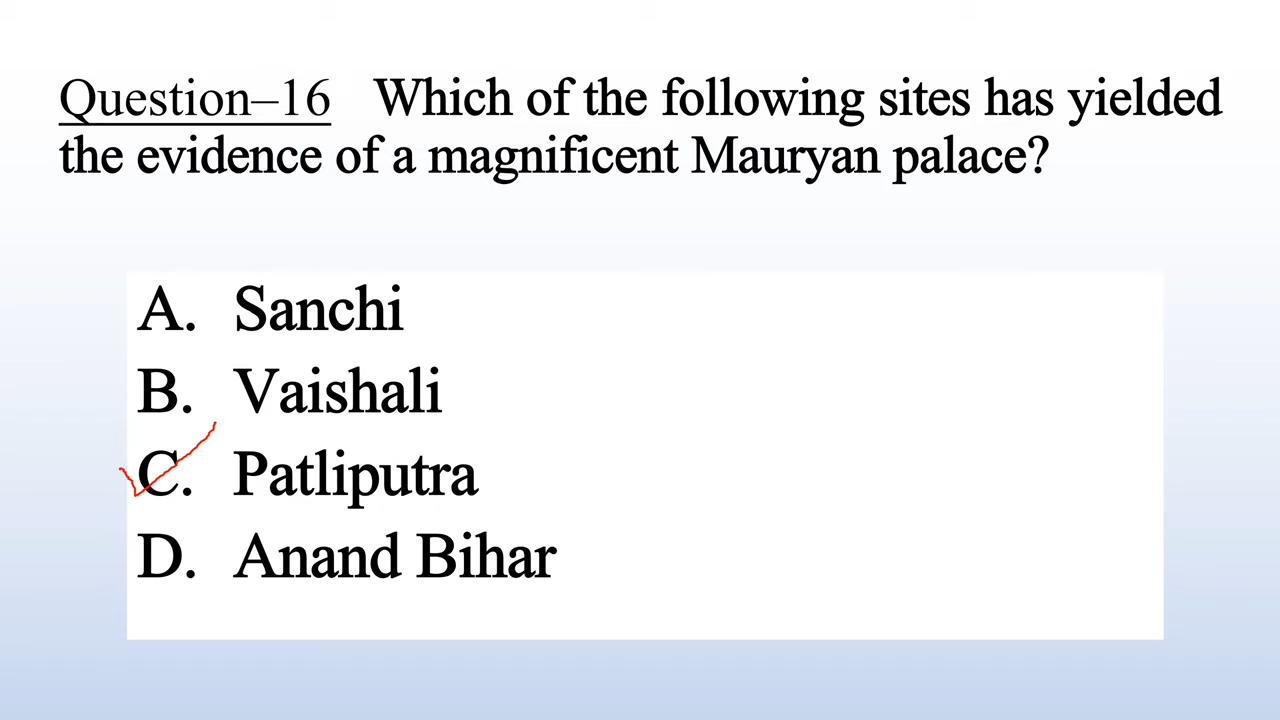 Question–16 Which of the following sites has yielded
the evidence of a magnificent Mauryan palace?
A. Sanchi
B. Vaishali
C. Patliputra
D. Anand Bihar